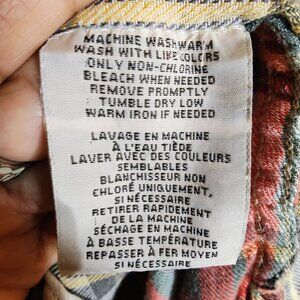 MACHINE WASH WARM
WASH WITH LIKE COLORS
ONLY NON-CHLORINE
BLEACH WHEN NEEDED
REMOVE PROMPTLY
TUMBLE DRY LOW
WARM IRON IF NEEDED
LAVAGE EN MACHINE
À L'EAU TIÈDE
LAVER AVEC DES COULEURS
SEMBLABLES
BLANCHISSEUR NON
CHLORÉ UNIQUEMENT,
SI NÉCESSAIRE
RETIRER RAPIDEMENT
DE LA MACHINE
SÉCHAGE EN MACHINE
À BASSE TEMPÉRATURE
REPASSER À FER MOYEN
SI NÉCESSAIRE